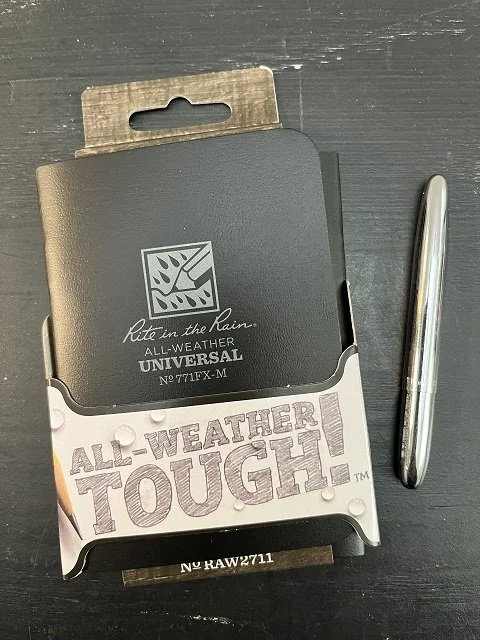 Rite in the Rain®
ALL-WEATHER
UNIVERSAL
Nº 771FX-M
ALL-WEATHER
TOUGH!™
Nº RAW2711